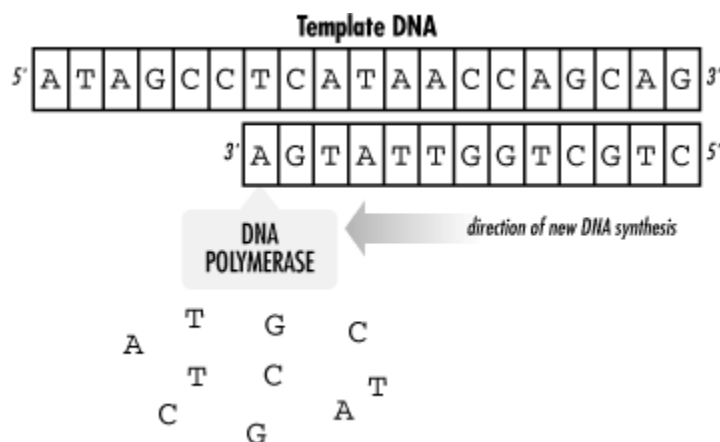 Template DNA
5' A T A G C C T C A T A A C C A G C A G 3'
3' A G T A T T G G T C G T C 5'
DNA
POLYMERASE
direction of new DNA synthesis
A T G C
T C T
C G A